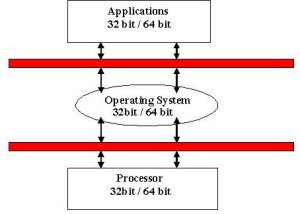 Applications
32 bit / 64 bit
Operating System
32bit / 64 bit
Processor
32bit / 64 bit